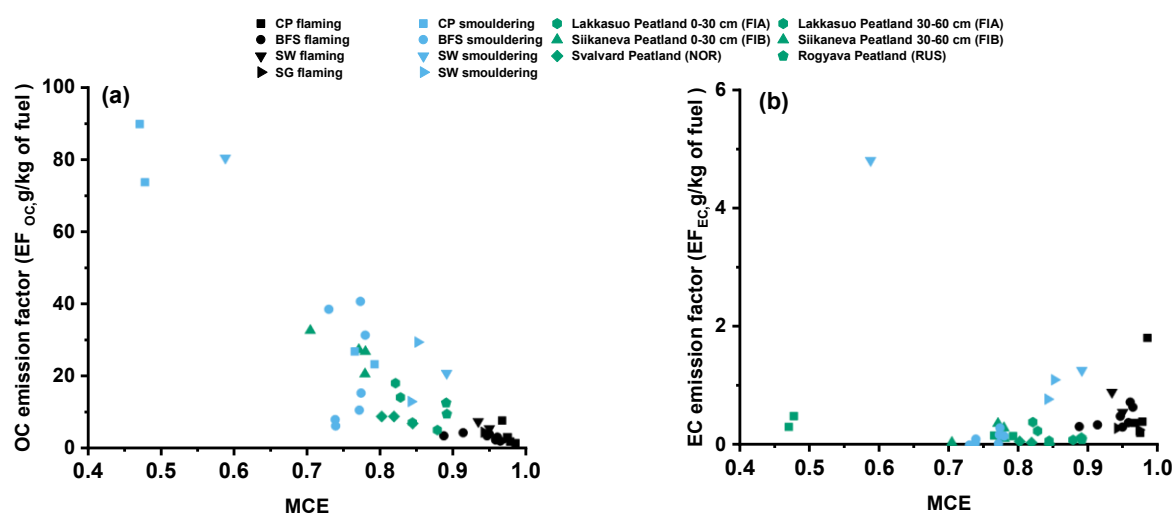 CP flaming CP smouldering Lakkasuo Peatland 0-30 cm (FIA) Lakkasuo Peatland 30-60 cm (FIA)
BFS flaming BFS smouldering Siikaneva Peatland 0-30 cm (FIB) Siikaneva Peatland 30-60 cm (FIB)
SW flaming SW smouldering Svalvard Peatland (NOR) Rogyava Peatland (RUS)
SG flaming SW smouldering
(a)
OC emission factor (EF OC,g/kg of fuel )
100
80
60
40
20
0
0.4 0.5 0.6 0.7 0.8 0.9 1.0
MCE
(b)
EC emission factor (EFEC,g/kg of fuel )
6
4
2
0
0.4 0.5 0.6 0.7 0.8 0.9 1.0
MCE